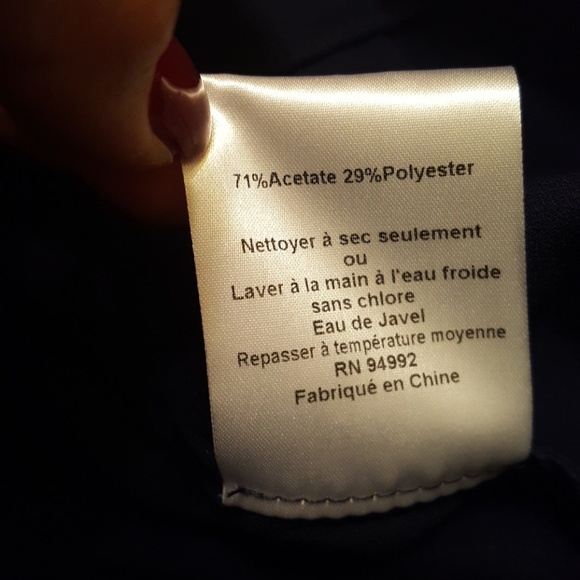 71%Acetate 29%Polyester
Nettoyer à sec seulement
ou
Laver à la main à l'eau froide
sans chlore
Eau de Javel
Repasser à température moyenne
RN 94992
Fabriqué en Chine